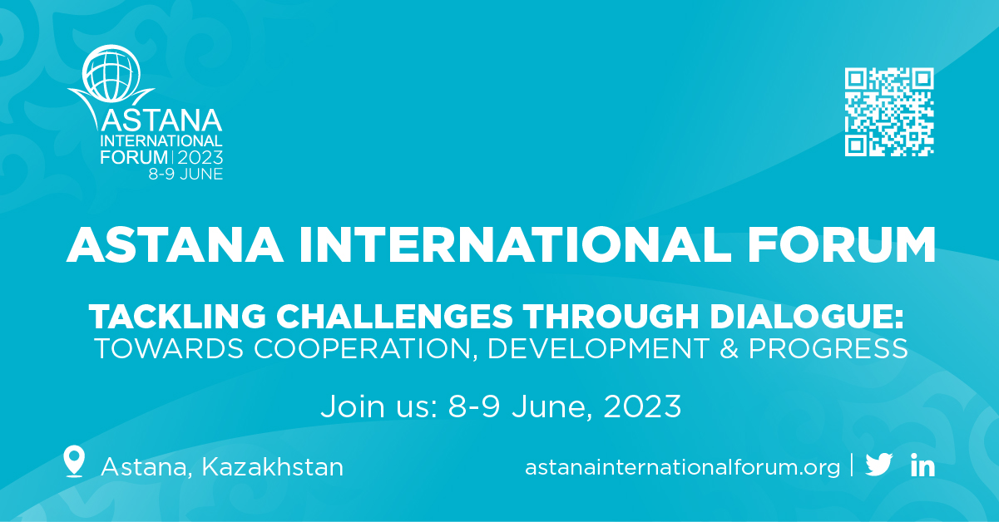 ASTANA
INTERNATIONAL
FORUM | 2023
8-9 JUNE
ASTANA INTERNATIONAL FORUM
TACKLING CHALLENGES THROUGH DIALOGUE:
TOWARDS COOPERATION, DEVELOPMENT & PROGRESS
Join us: 8-9 June, 2023
Astana, Kazakhstan
astanainternationalforum.org | in